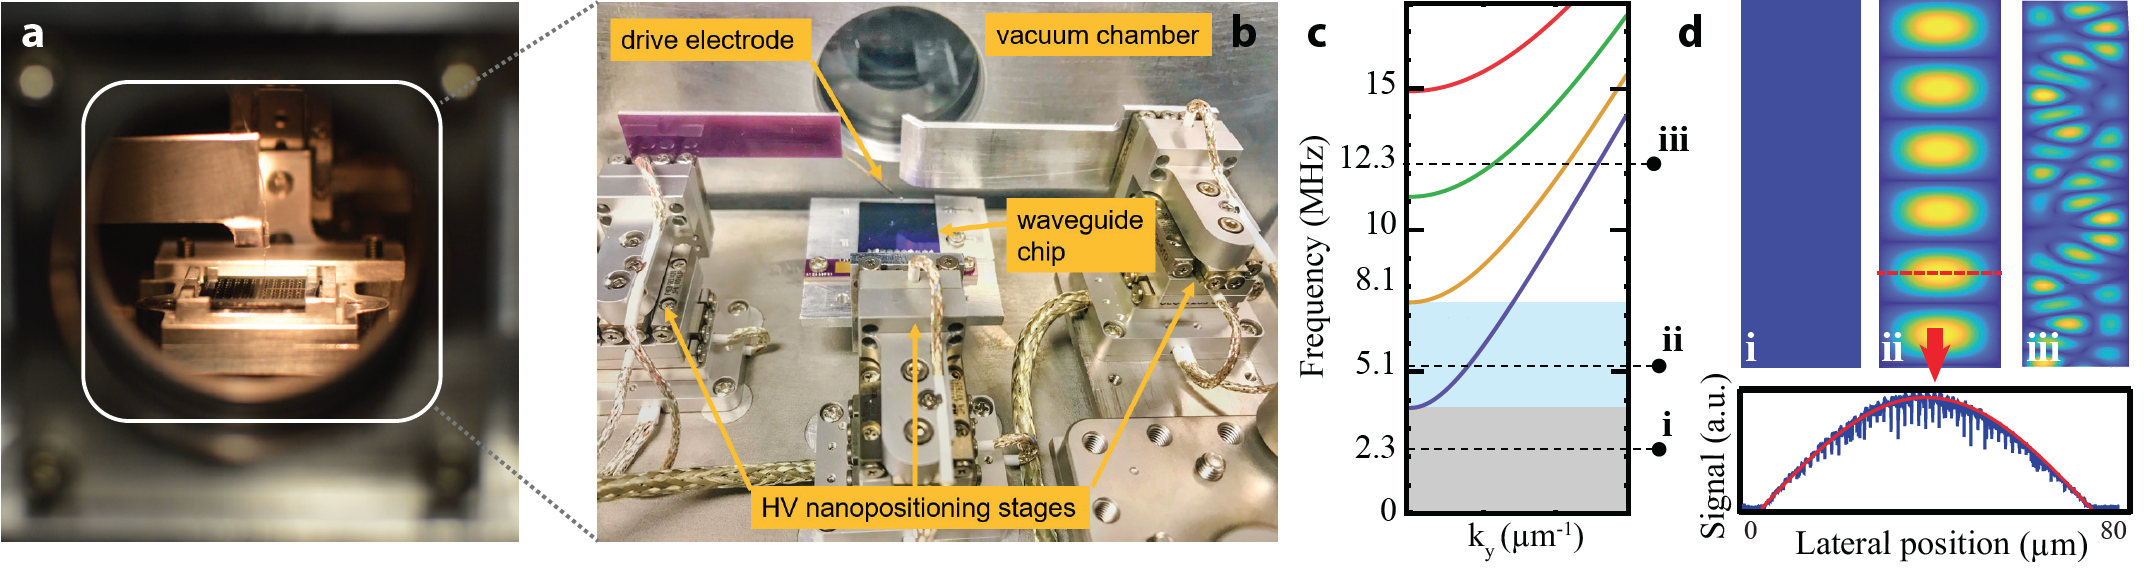 a
drive electrode
vacuum chamber
b
waveguide
chip
HV nanopositioning stages
c
Frequency (MHz)
15
12.3
10
8.1
5.1
2.3
0
iii
ii
i
ky (µm-1)
d
i
ii
iii
Signal (a.u.)
0
80
Lateral position (µm)